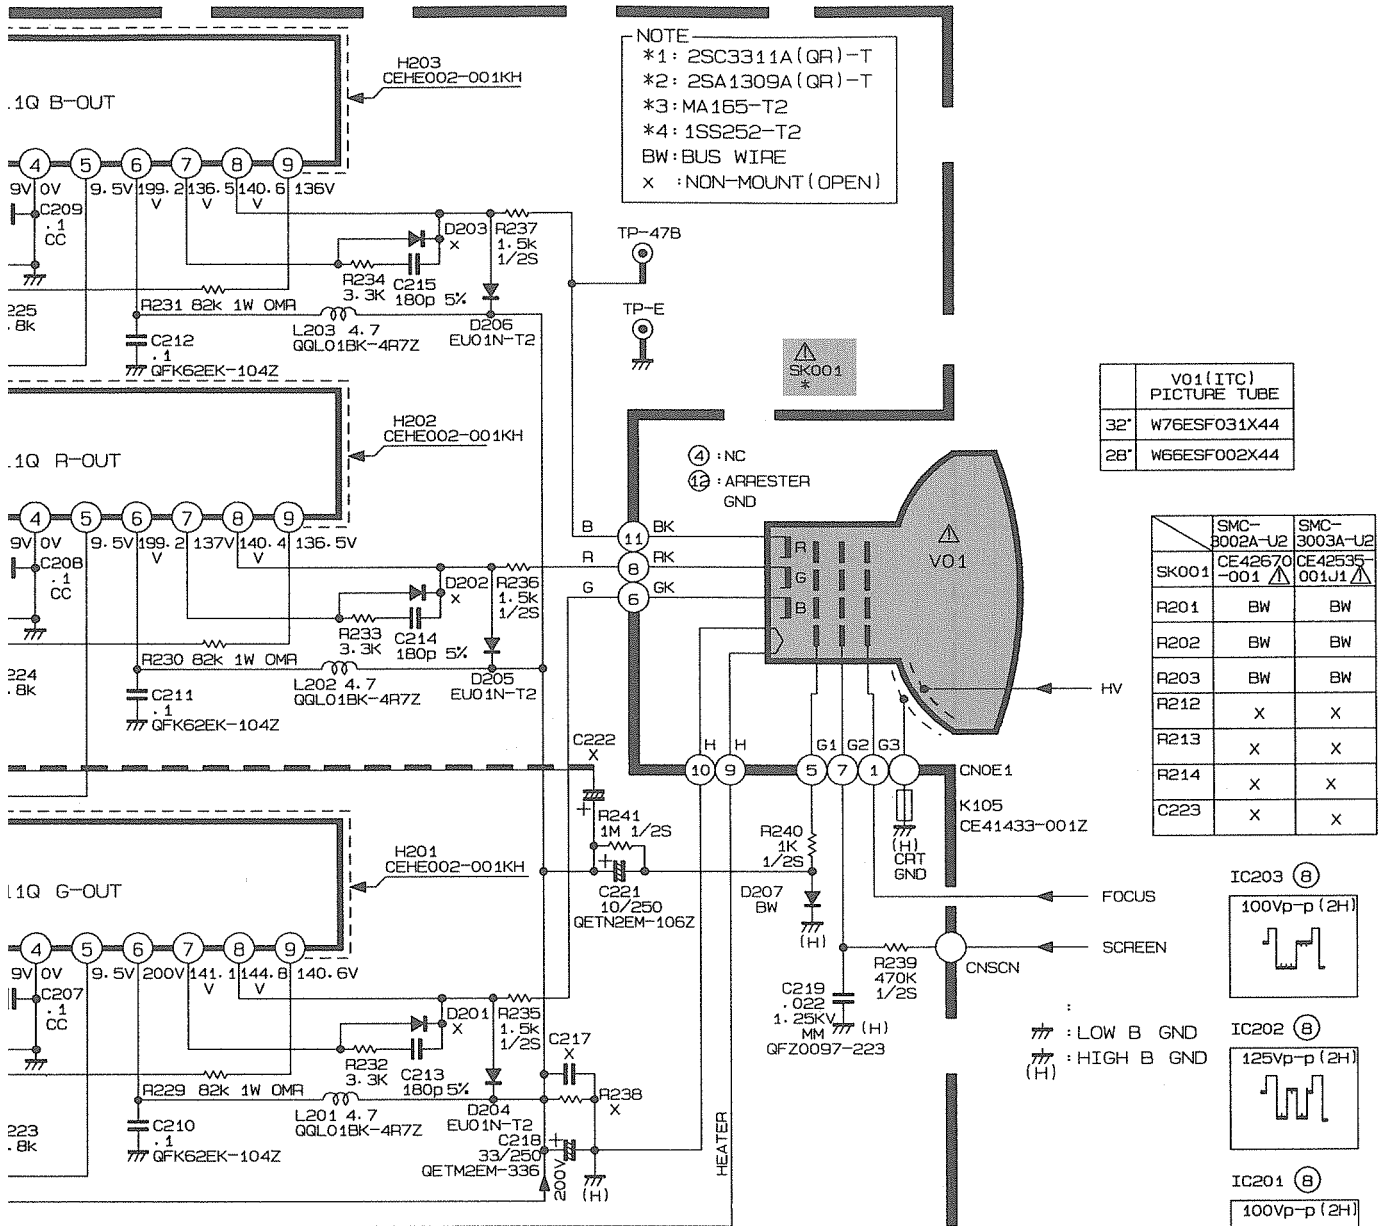 NOTE
*1: 2SC3311A(QR)-T
*2: 2SA1309A(QR)-T
*3: MA165-T2
*4: 1SS252-T2
BW: BUS WIRE
x : NON-MOUNT(OPEN)
H203
CEHE002-001KH
.1Q B-OUT
4 5 6 7 8 9
9V 0V 9.5V 199.2V 136.5V 140.6V 136V
C209
.1
CC
D203
x
R237
1.5k
1/2S
R234
3.3K
C215
180p 5%
225
.8k
R231 82k 1W OMR
L203 4.7
QQL01BK-4R7Z
D206
EU01N-T2
C212
.1
QFK62EK-104Z
TP-47B
TP-E
SK001
*
V01(ITC)
PICTURE TUBE
32" W76ESF031X44
28" W66ESF002X44
H202
CEHE002-001KH
.1Q R-OUT
4 5 6 7 8 9
9V 0V 9.5V 199.2V 137V 140.4V 136.5V
C208
.1
CC
D202
x
R236
1.5k
1/2S
R233
3.3K
C214
180p 5%
224
.8k
R230 82k 1W OMR
L202 4.7
QQL01BK-4R7Z
D205
EU01N-T2
C211
.1
QFK62EK-104Z
4 : NC
12 : ARRESTER
GND
B 11 BK
R 8 RK
G 6 GK
R
G
B
V01
HV
SMC-3002A-U2 SMC-3003A-U2
SK001 CE42670-001 CE42535-001J1
R201 BW BW
R202 BW BW
R203 BW BW
R212 X X
R213 X X
R214 X X
C223 X X
H H G1 G2 G3
10 9 5 7 1
CN0E1
K105
CE41433-001Z
(H)
CRT
GND
C222
X
R241
1M 1/2S
C221
10/250
QETN2EM-106Z
R240
1K
1/2S
D207
BW
(H)
FOCUS
SCREEN
CNSCN
R239
470K
1/2S
C219
.022
1.25KV
MM
QFZ0097-223
(H)
H201
CEHE002-001KH
11Q G-OUT
4 5 6 7 8 9
9V 0V 9.5V 200V 141.1V 144.8V 140.6V
C207
.1
CC
D201
X
R235
1.5k
1/2S
R232
3.3K
C213
180p 5%
223
.8k
R229 82k 1W OMR
L201 4.7
QQL01BK-4R7Z
D204
EU01N-T2
C210
.1
QFK62EK-104Z
C217
X
R238
X
C218
33/250
QETM2EM-336
200V
(H)
HEATER
:
: LOW B GND
(H) : HIGH B GND
IC203 8
100Vp-p(2H)
IC202 8
125Vp-p(2H)
IC201 8
100Vp-p(2H)